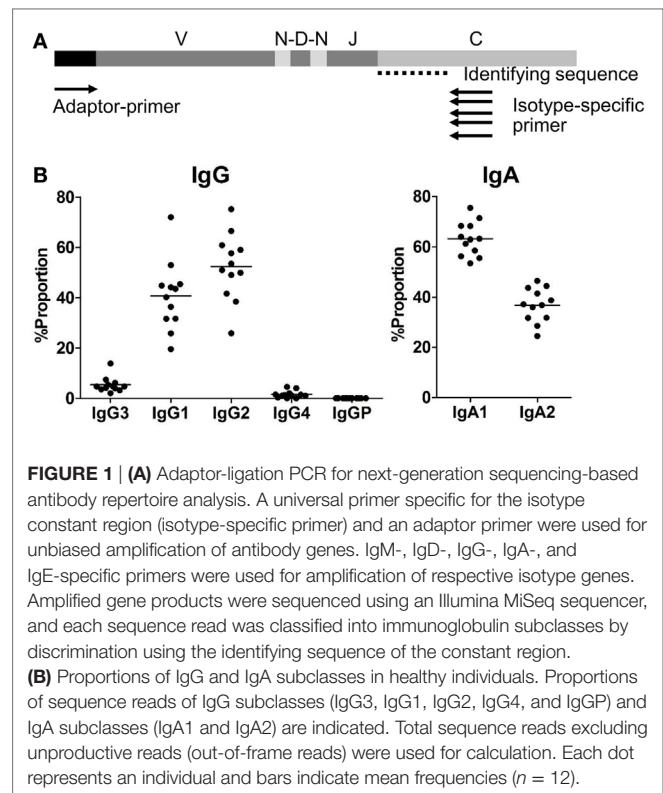 A
V N-D-N J C
Identifying sequence
Adaptor-primer
Isotype-specific
primer
B
IgG
%Proportion
80
60
40
20
0
IgG3 IgG1 IgG2 IgG4 IgGP
IgA
%Proportion
80
60
40
20
0
IgA1 IgA2
FIGURE 1 | (A) Adaptor-ligation PCR for next-generation sequencing-based
antibody repertoire analysis. A universal primer specific for the isotype
constant region (isotype-specific primer) and an adaptor primer were used for
unbiased amplification of antibody genes. IgM-, IgD-, IgG-, IgA-, and
IgE-specific primers were used for amplification of respective isotype genes.
Amplified gene products were sequenced using an Illumina MiSeq sequencer,
and each sequence read was classified into immunoglobulin subclasses by
discrimination using the identifying sequence of the constant region.
(B) Proportions of IgG and IgA subclasses in healthy individuals. Proportions
of sequence reads of IgG subclasses (IgG3, IgG1, IgG2, IgG4, and IgGP) and
IgA subclasses (IgA1 and IgA2) are indicated. Total sequence reads excluding
unproductive reads (out-of-frame reads) were used for calculation. Each dot
represents an individual and bars indicate mean frequencies (n = 12).